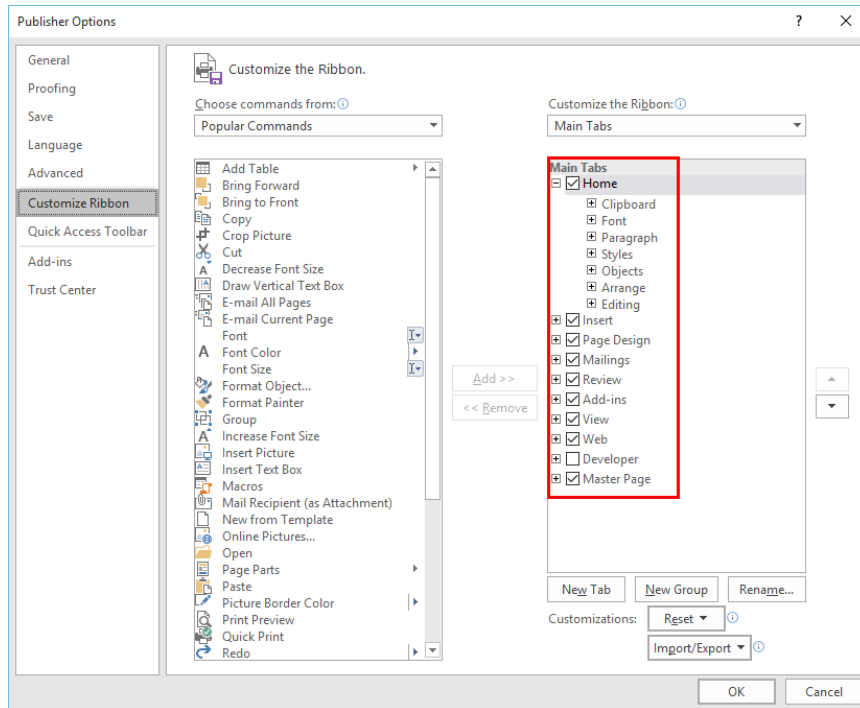 Publisher Options
?
General
Proofing
Save
Language
Advanced
Customize Ribbon
Quick Access Toolbar
Add-ins
Trust Center
Customize the Ribbon.
Choose commands from:
Popular Commands
Add Table
Bring Forward
Bring to Front
Copy
Crop Picture
Cut
Decrease Font Size
Draw Vertical Text Box
E-mail All Pages
E-mail Current Page
Font
Font Color
Font Size
Format Object...
Format Painter
Group
Increase Font Size
Insert Picture
Insert Text Box
Macros
Mail Recipient (as Attachment)
New from Template
Online Pictures...
Open
Page Parts
Paste
Picture Border Color
Print Preview
Quick Print
Redo
Add >>
<< Remove
Customize the Ribbon:
Main Tabs
Main Tabs
Home
Clipboard
Font
Paragraph
Styles
Objects
Arrange
Editing
Insert
Page Design
Mailings
Review
Add-ins
View
Web
Developer
Master Page
New Tab New Group Rename...
Customizations: Reset
Import/Export
OK Cancel